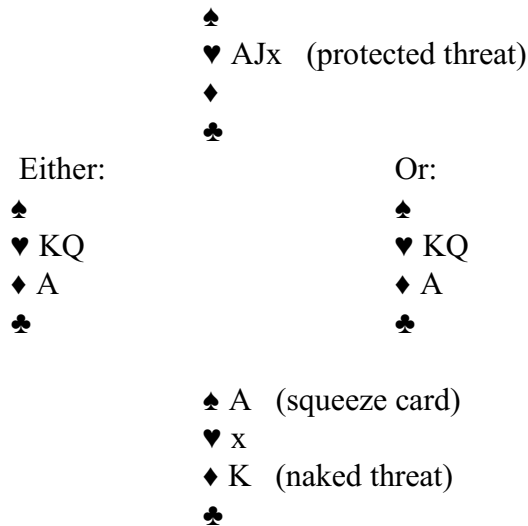 ♠
♥ AJx (protected threat)
♦
♣
Either: Or:
♠ ♠
♥ KQ ♥ KQ
♦ A ♦ A
♣ ♣
♠ A (squeeze card)
♥ x
♦ K (naked threat)
♣